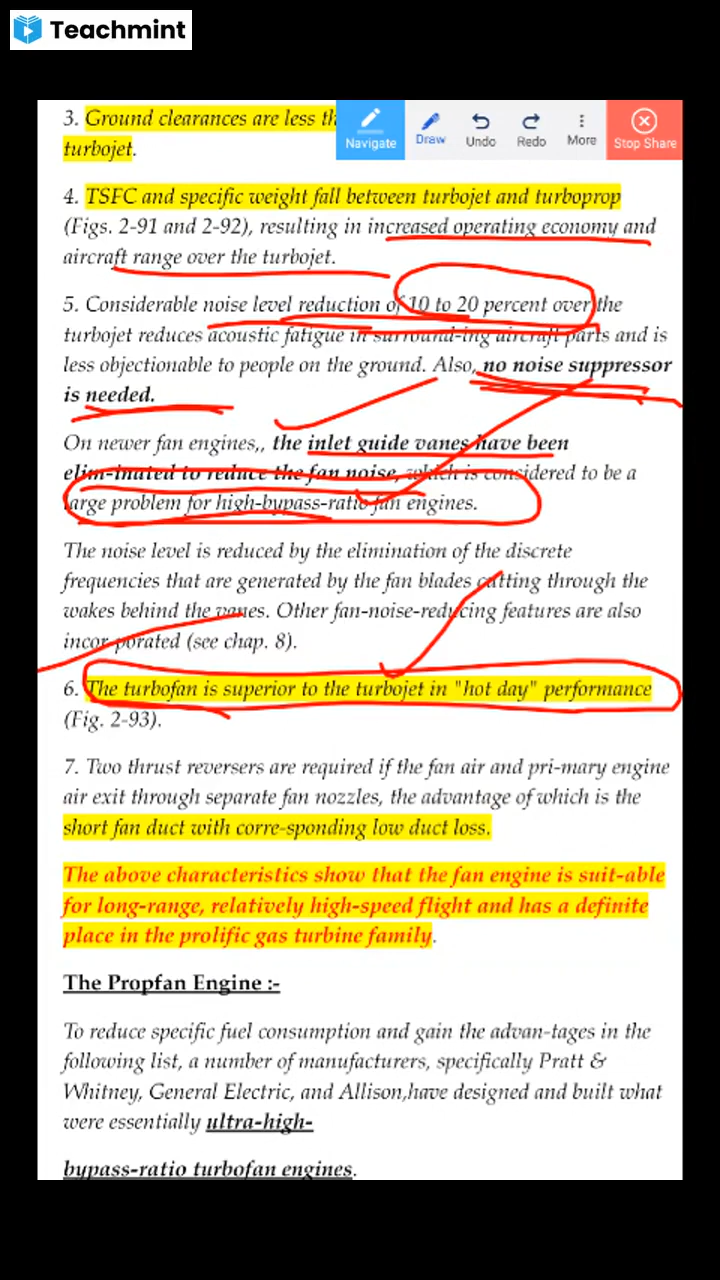 Teachmint
3. Ground clearances are less th
Navigate
Draw
Undo
Redo
More
Stop Share
turbojet.
4. TSFC and specific weight fall between turbojet and turboprop
(Figs. 2-91 and 2-92), resulting in increased operating economy and
aircraft range over the turbojet.
5. Considerable noise level reduction of 10 to 20 percent over the
turbojet reduces acoustic fatigue in surround-ing aircraft parts and is
less objectionable to people on the ground. Also, no noise suppressor
is needed.
On newer fan engines,, the inlet guide vanes have been
elim-inated to reduce the fan noise, which is considered to be a
large problem for high-bypass-ratio fan engines.
The noise level is reduced by the elimination of the discrete
frequencies that are generated by the fan blades cutting through the
wakes behind the vanes. Other fan-noise-reducing features are also
incor-porated (see chap. 8).
6. The turbofan is superior to the turbojet in "hot day" performance
(Fig. 2-93).
7. Two thrust reversers are required if the fan air and pri-mary engine
air exit through separate fan nozzles, the advantage of which is the
short fan duct with corre-sponding low duct loss.
The above characteristics show that the fan engine is suit-able
for long-range, relatively high-speed flight and has a definite
place in the prolific gas turbine family.
The Propfan Engine :-
To reduce specific fuel consumption and gain the advan-tages in the
following list, a number of manufacturers, specifically Pratt &
Whitney, General Electric, and Allison,have designed and built what
were essentially ultra-high-
bypass-ratio turbofan engines.